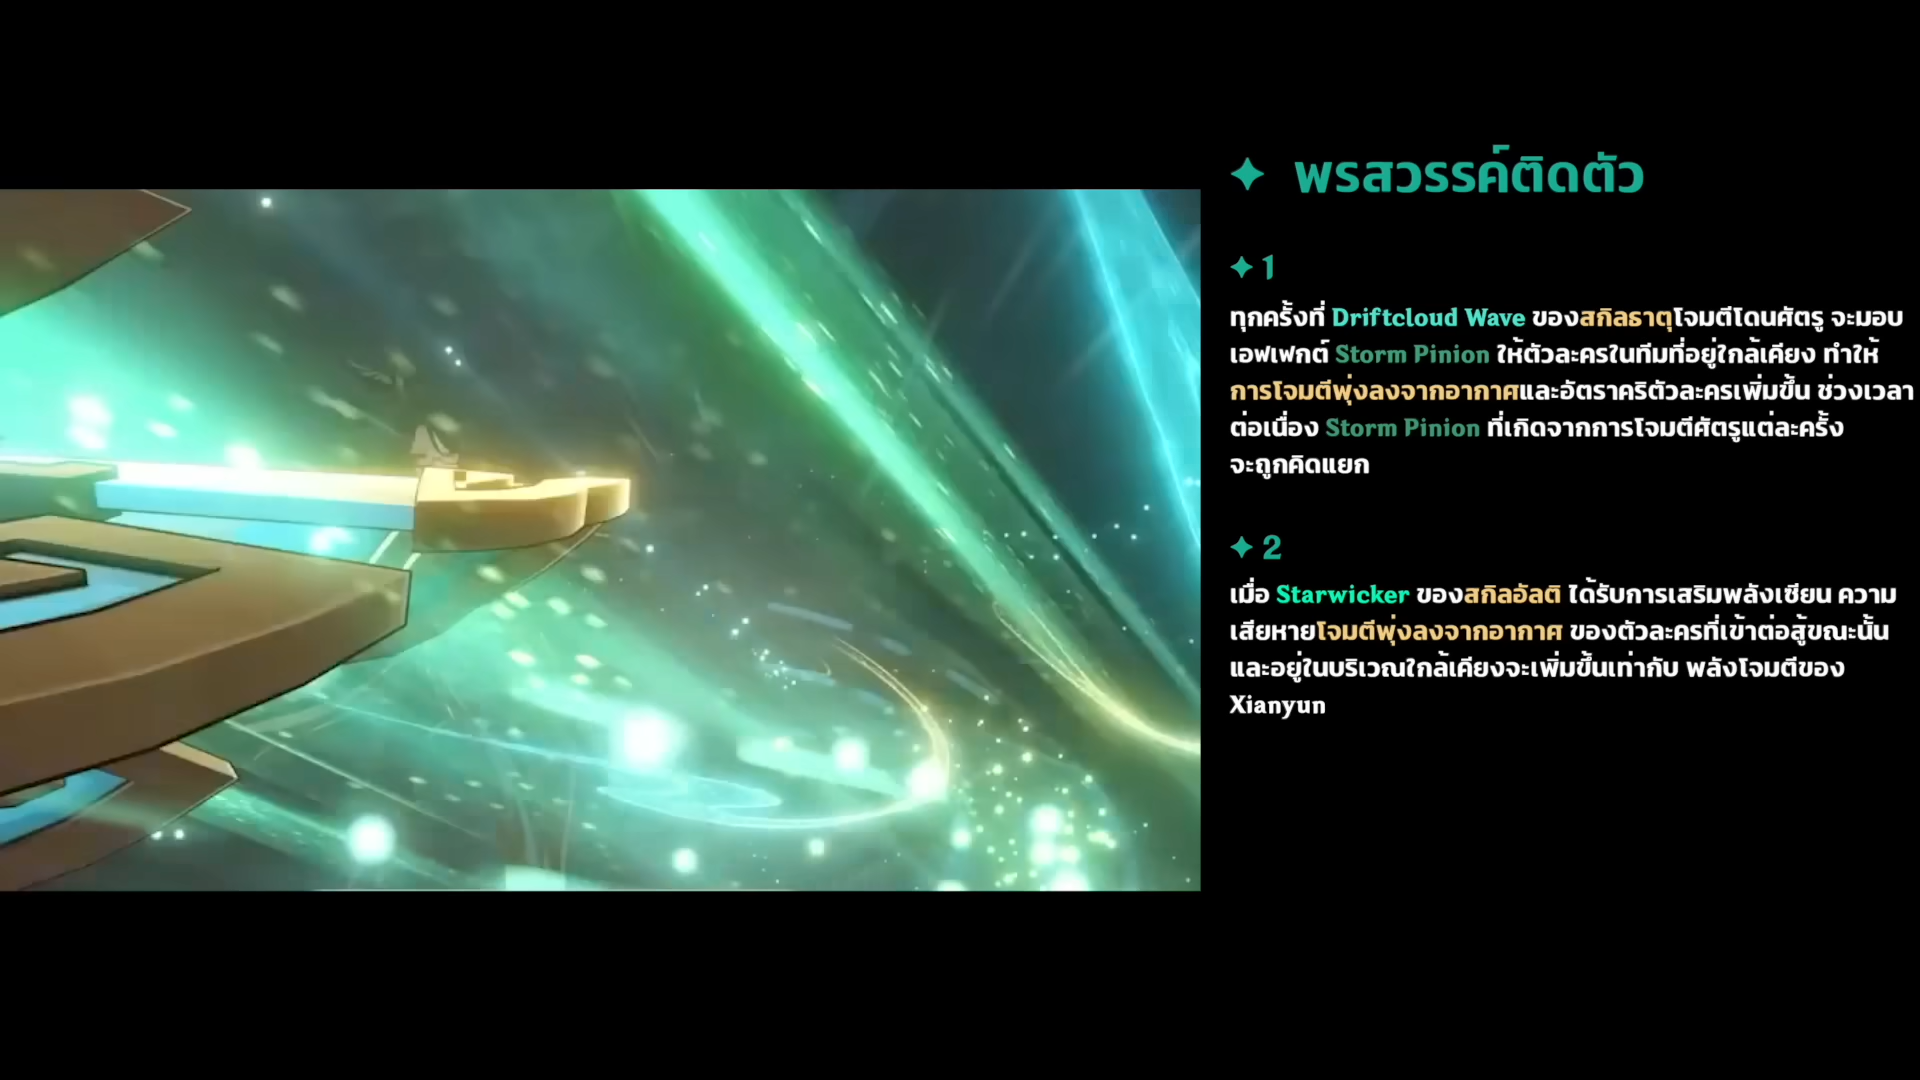 พรสวรรค์ติดตัว
1
ทุกครั้งที่ Driftcloud Wave ของสกิลธาตุโจมตีโดนศัตรู จะมอบ
เอฟเฟกต์ Storm Pinion ให้ตัวละครในทีมที่อยู่ใกล้เคียง ทำให้
การโจมตีพุ่งลงจากอากาศและอัตราคริตัวละครเพิ่มขึ้น ช่วงเวลา
ต่อเนื่อง Storm Pinion ที่เกิดจากการโจมตีศัตรูแต่ละครั้ง
จะถูกคิดแยก
2
เมื่อ Starwicker ของสกิลอัลติ ได้รับการเสริมพลังเซียน ความ
เสียหายโจมตีพุ่งลงจากอากาศ ของตัวละครที่เข้าต่อสู้ขณะนั้น
และอยู่ในบริเวณใกล้เคียงจะเพิ่มขึ้นเท่ากับ พลังโจมตีของ
Xianyun